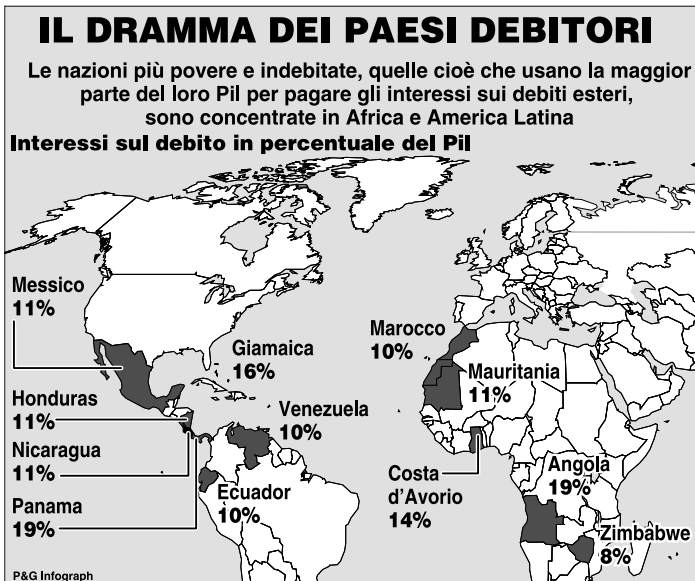 IL DRAMMA DEI PAESI DEBITORI
Le nazioni più povere e indebitate, quelle cioè che usano la maggior
parte del loro Pil per pagare gli interessi sui debiti esteri,
sono concentrate in Africa e America Latina
Interessi sul debito in percentuale del Pil
Messico
11%
Giamaica
16%
Honduras
11%
Nicaragua
11%
Panama
19%
Venezuela
10%
Ecuador
10%
Marocco
10%
Mauritania
11%
Costa
d'Avorio
14%
Angola
19%
Zimbabwe
8%
P&G Infograph